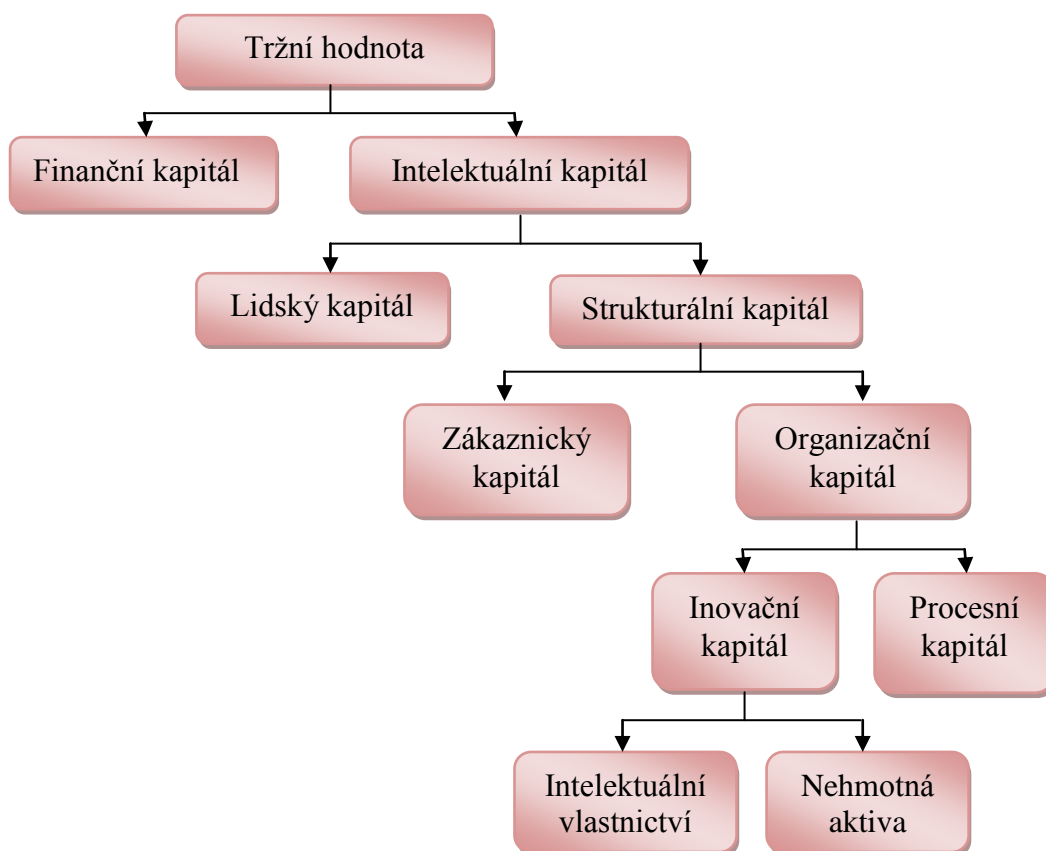 Tržní hodnota
Finanční kapitál
Intelektuální kapitál
Lidský kapitál
Strukturální kapitál
Zákaznický
kapitál
Organizační
kapitál
Inovační
kapitál
Procesní
kapitál
Intelektuální
vlastnictví
Nehmotná
aktiva